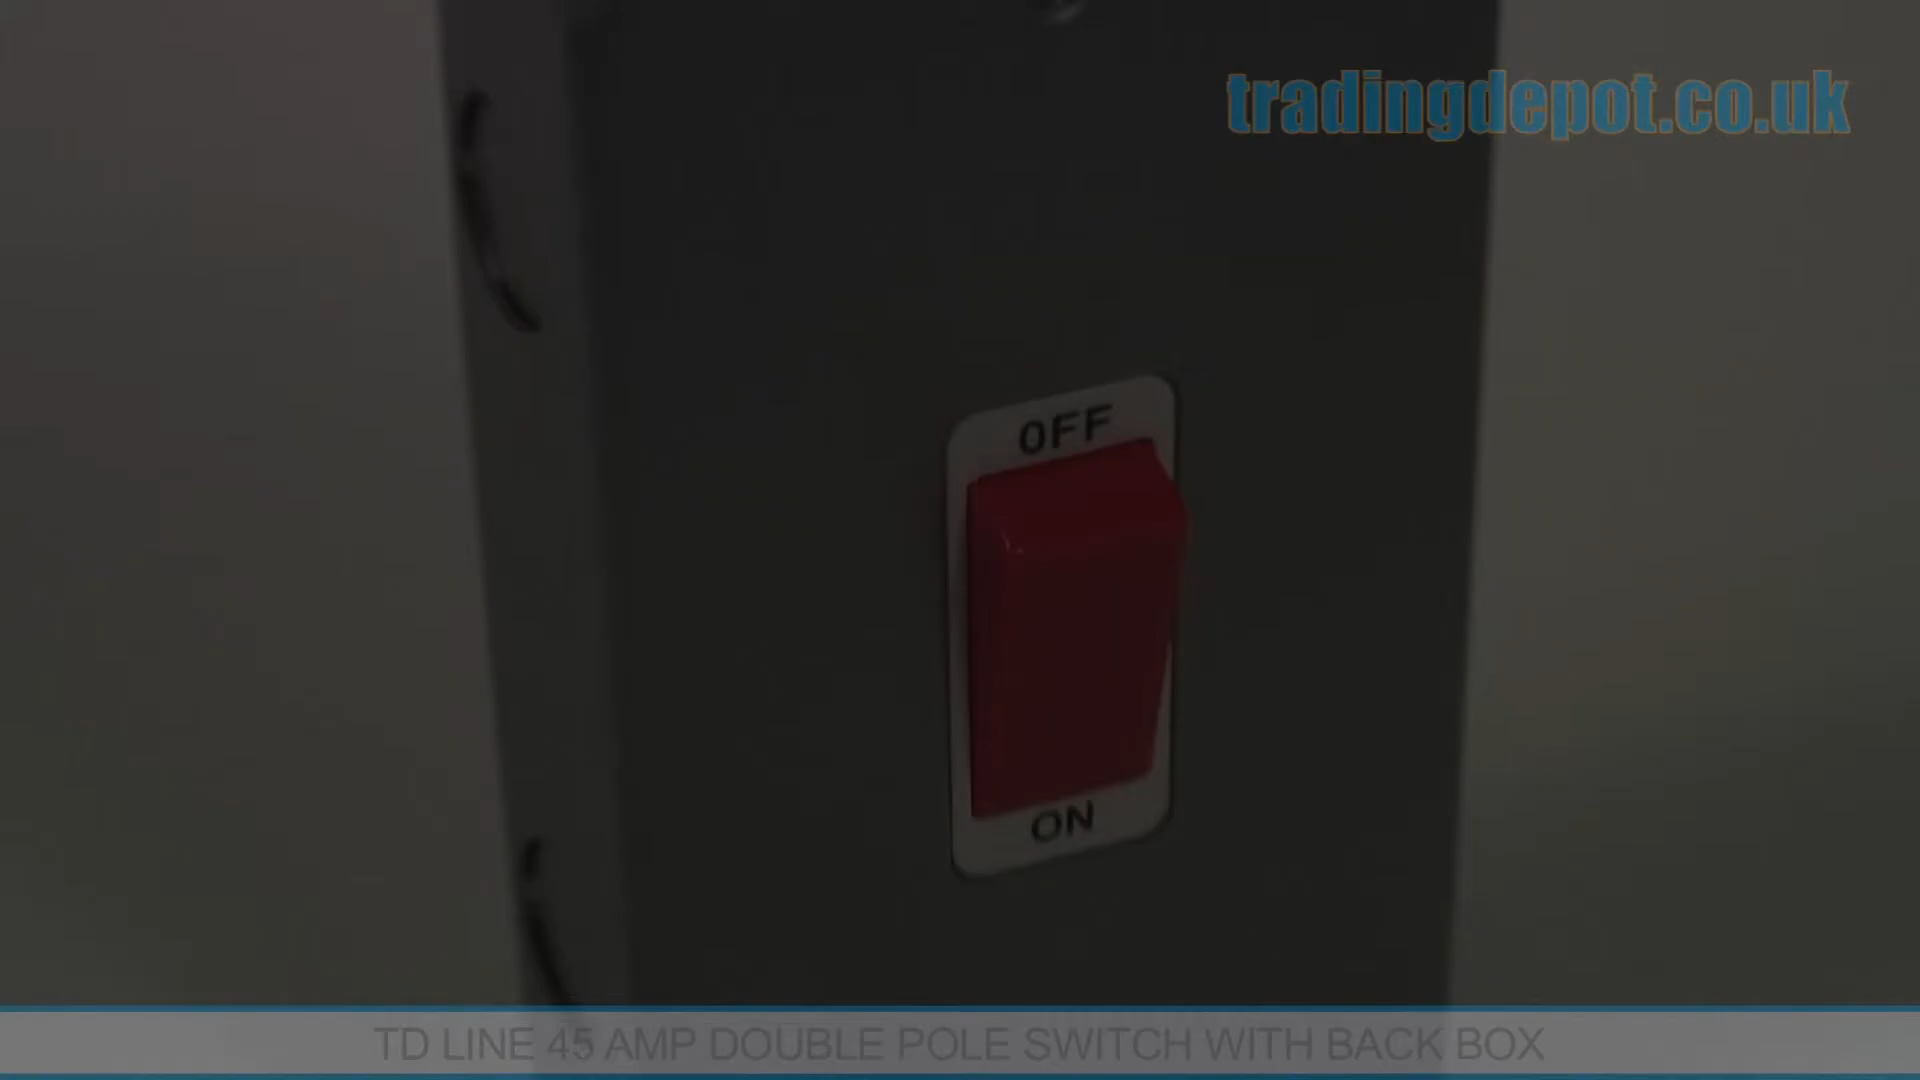 tradingdepot.co.uk
OFF
ON
TD LINE 45 AMP DOUBLE POLE SWITCH WITH BACK BOX